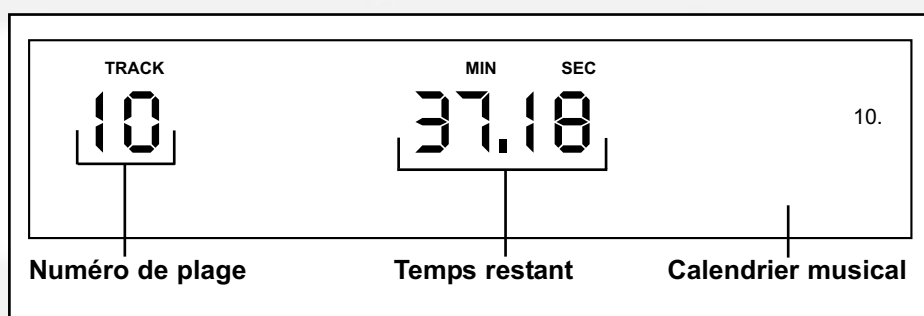 TRACK MIN SEC
10 37.18 10.
Numéro de plage Temps restant Calendrier musical